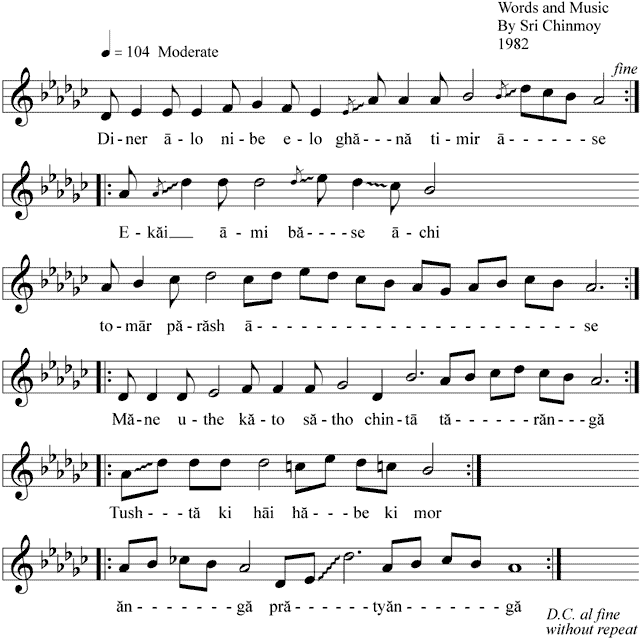 Words and Music
By Sri Chinmoy
1982
= 104 Moderate
fine
Di-ner ā-lo ni-be e-lo ghā---nă ti-mir ā-----se
E-kăi___ ā-mi bă----se ā-chi
to-mār pă-răsh ā--------------------------se
Mă-ne u-the kă-to să-tho chin-tā tă-------răn-gă
Tush---tă ki hāi hă---be ki mor
ăn-------gă pră----tyăn-----gă
D.C. al fine
without repeat